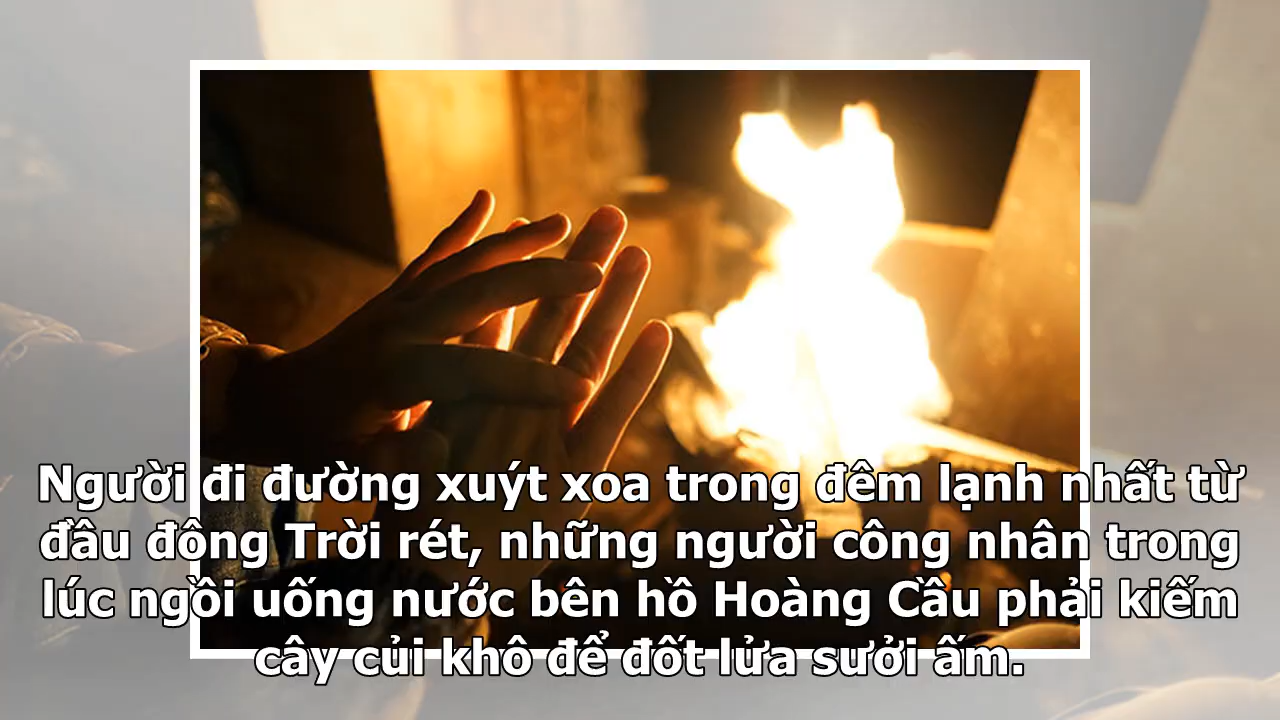 Người đi đường xuýt xoa trong đêm lạnh nhất từ
đâu đông Trời rét, những người công nhân trong
lúc ngồi uống nước bên hồ Hoàng Cầu phải kiếm
cây củi khô để đốt lửa sưởi ấm.